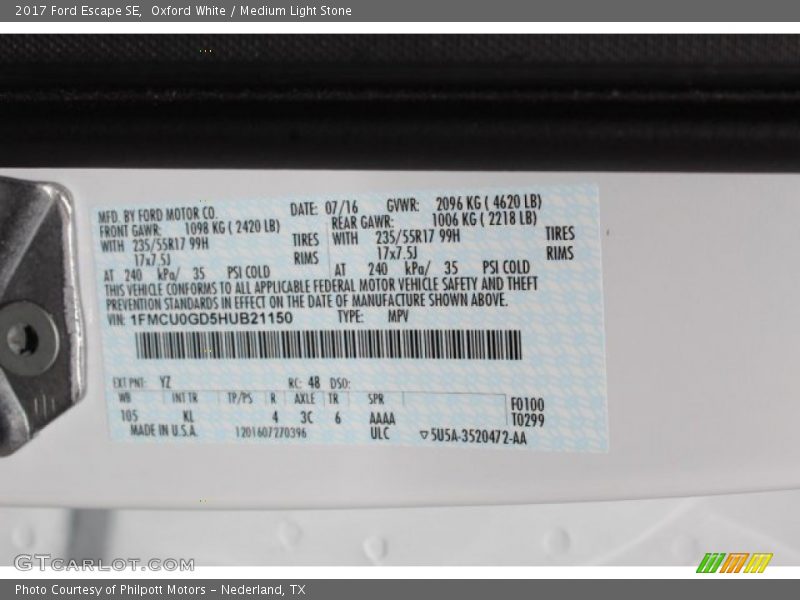 2017 Ford Escape SE,  Oxford White / Medium Light Stone
MFD. BY FORD MOTOR CO. DATE: 07/16 GVWR: 2096 KG ( 4620 LB)
FRONT GAWR: 1098 KG ( 2420 LB) REAR GAWR: 1006 KG ( 2218 LB)
WITH 235/55R17 99H TIRES WITH 235/55R17 99H TIRES
17x7.5J RIMS 17x7.5J RIMS
AT 240 kPa/ 35 PSI COLD AT 240 kPa/ 35 PSI COLD
THIS VEHICLE CONFORMS TO ALL APPLICABLE FEDERAL MOTOR VEHICLE SAFETY AND THEFT
PREVENTION STANDARDS IN EFFECT ON THE DATE OF MANUFACTURE SHOWN ABOVE.
VIN: 1FMCU0GD5HUB21150 TYPE: MPV
EXT PNT: YZ RC: 48 DSO:
WB INT TR TP/PS R AXLE TR SPR F0100
105 KL 4 3C 6 AAAA T0299
MADE IN U.S.A. 1201607270396 ULC ▽5U5A-3520472-AA
GTCARLOT.COM
Photo Courtesy of Philpott Motors - Nederland, TX